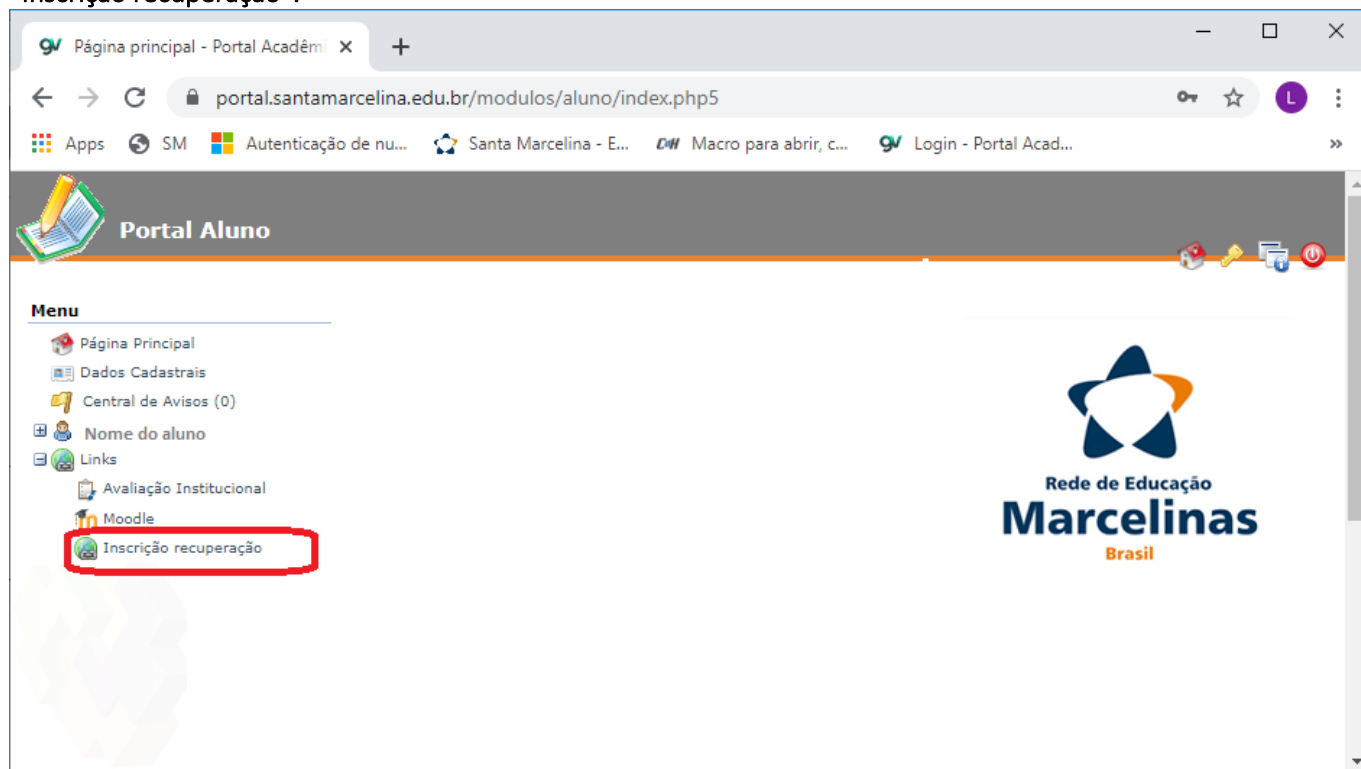 "Inscrição recuperação".
Página principal - Portal Acadêmi
portal.santamarcelina.edu.br/modulos/aluno/index.php5
L
Apps SM Autenticação de nu... Santa Marcelina - E... Macro para abrir, c... Login - Portal Acad...
Portal Aluno
Menu
Página Principal
Dados Cadastrais
Central de Avisos (0)
Nome do aluno
Links
Avaliação Institucional
Moodle
Inscrição recuperação
Rede de Educação
Marcelinas
Brasil